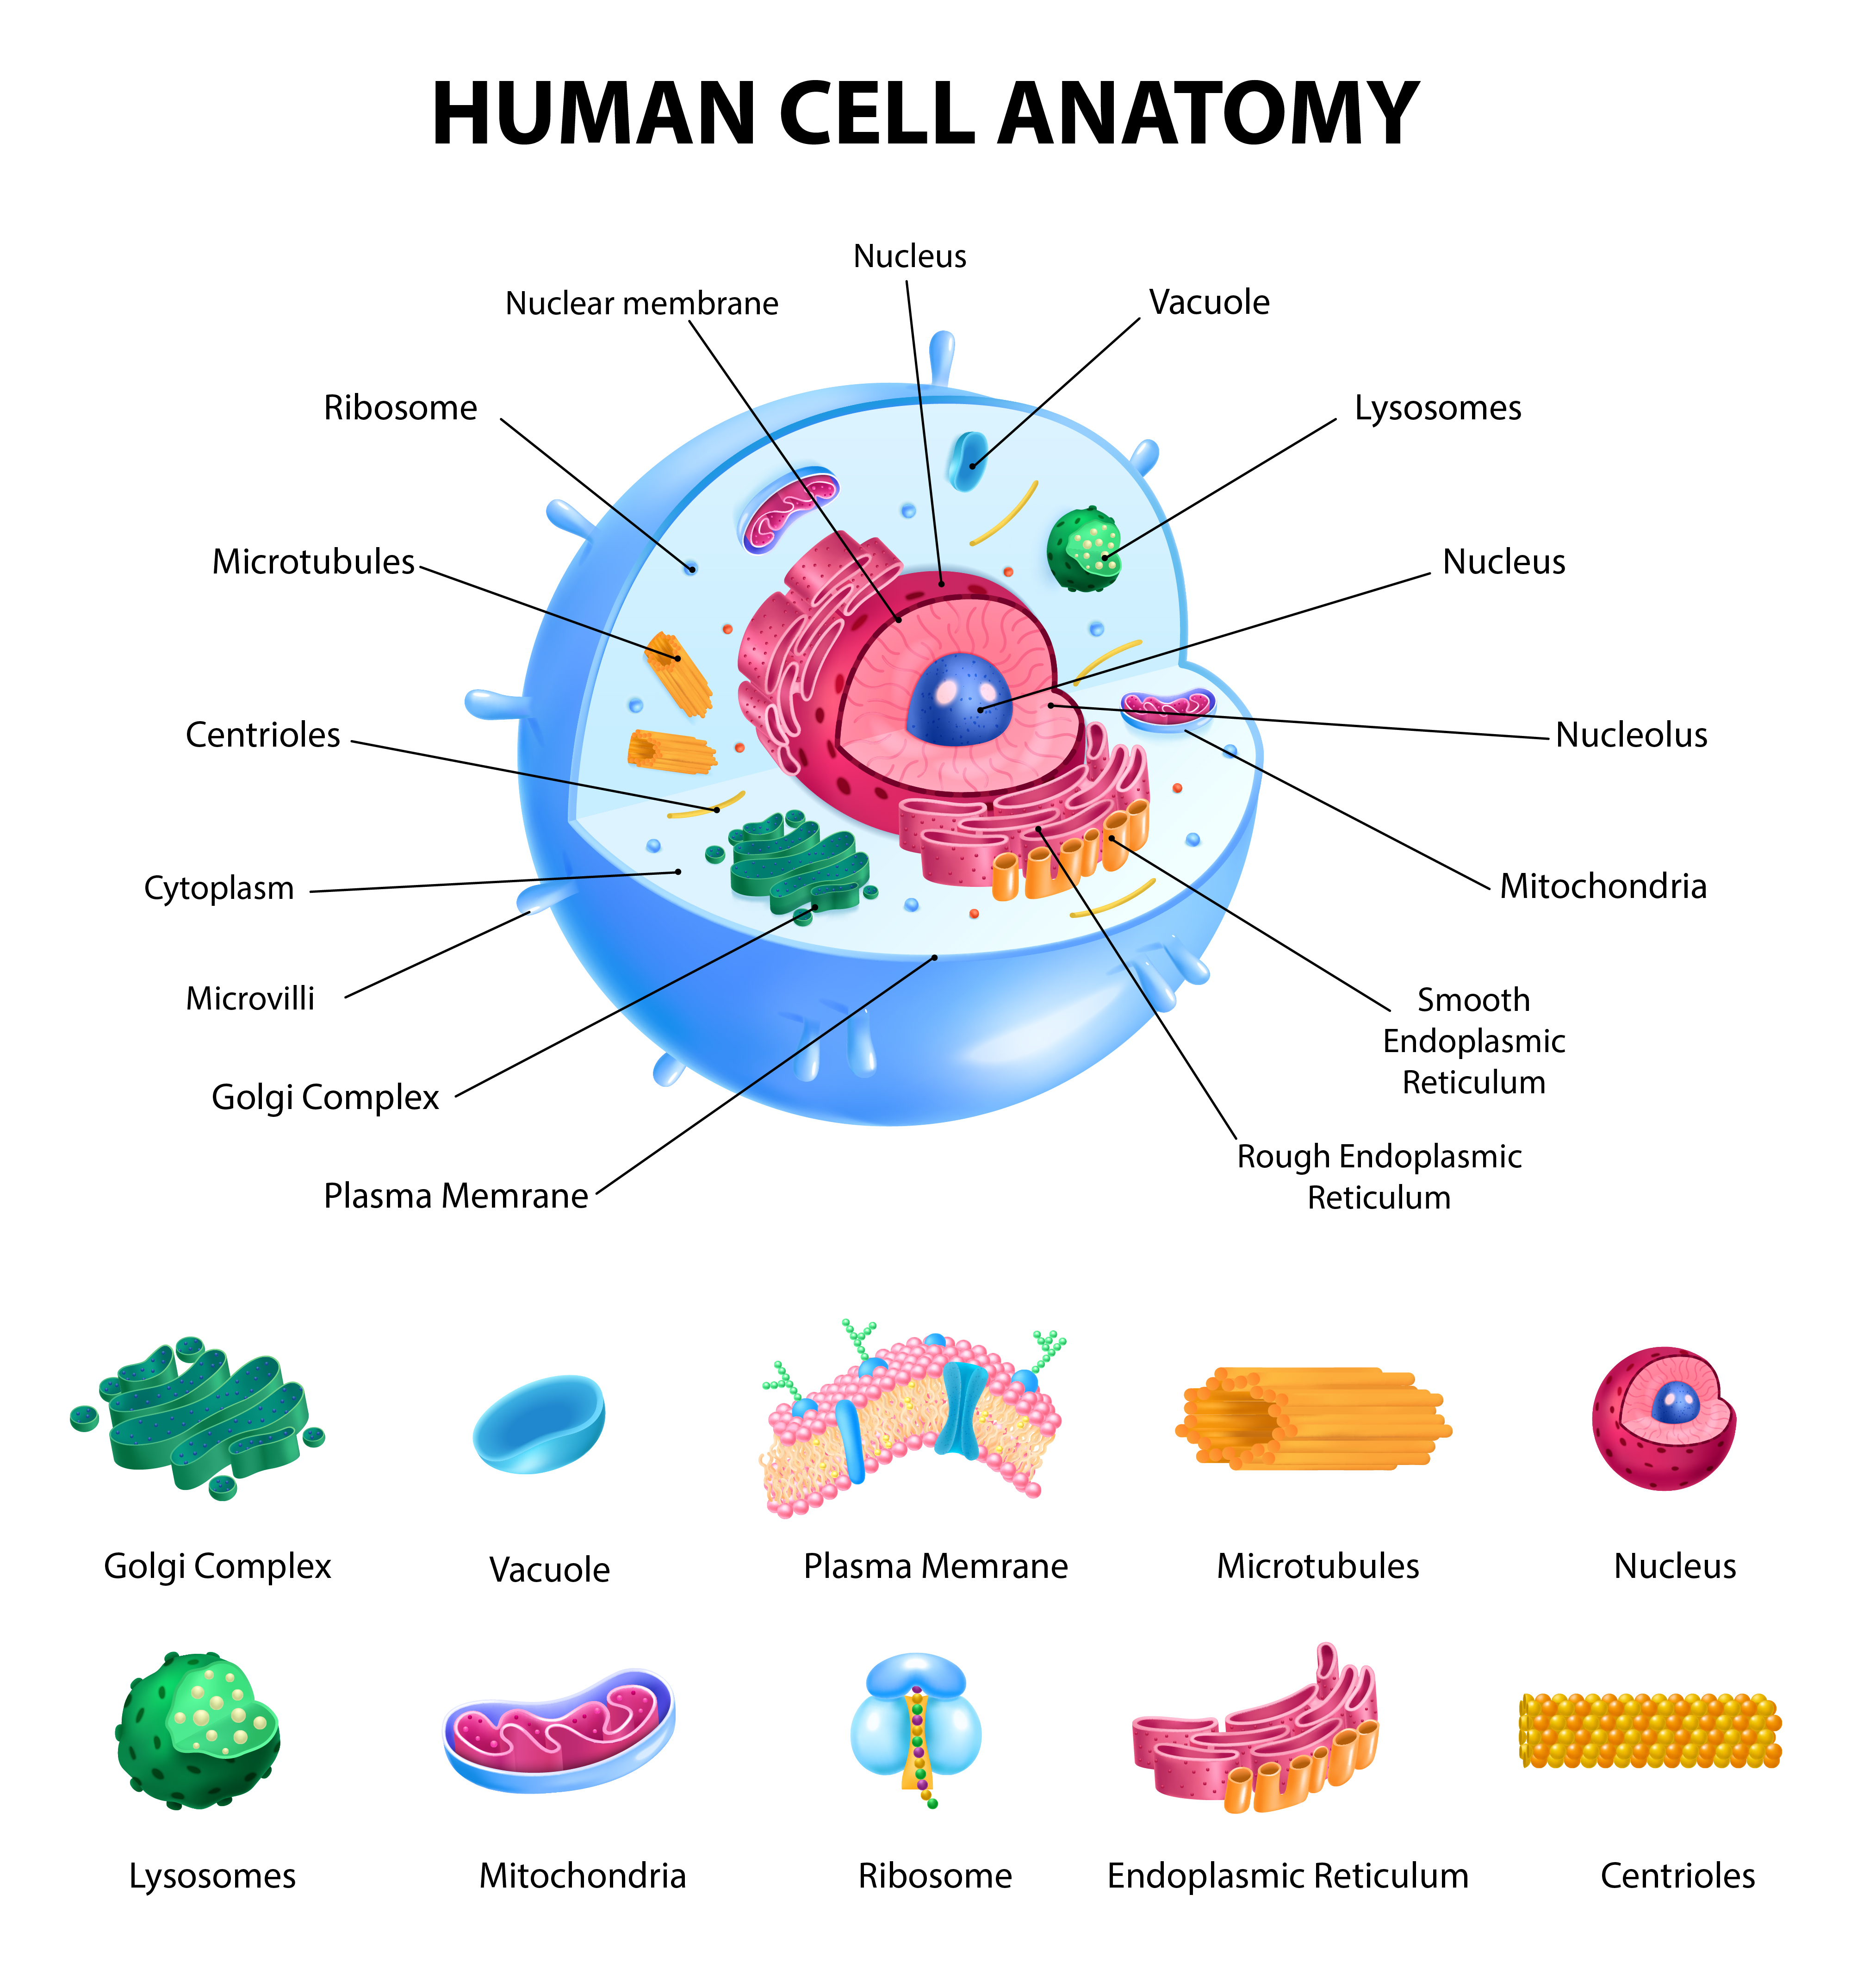 HUMAN CELL ANATOMY
Nucleus
Nuclear membrane
Vacuole
Ribosome
Lysosomes
Microtubules
Nucleus
Centrioles
Nucleolus
Cytoplasm
Mitochondria
Microvilli
Smooth
Endoplasmic
Reticulum
Golgi Complex
Rough Endoplasmic
Reticulum
Plasma Memrane
Golgi Complex
Vacuole
Plasma Memrane
Microtubules
Nucleus
Lysosomes
Mitochondria
Ribosome
Endoplasmic Reticulum
Centrioles